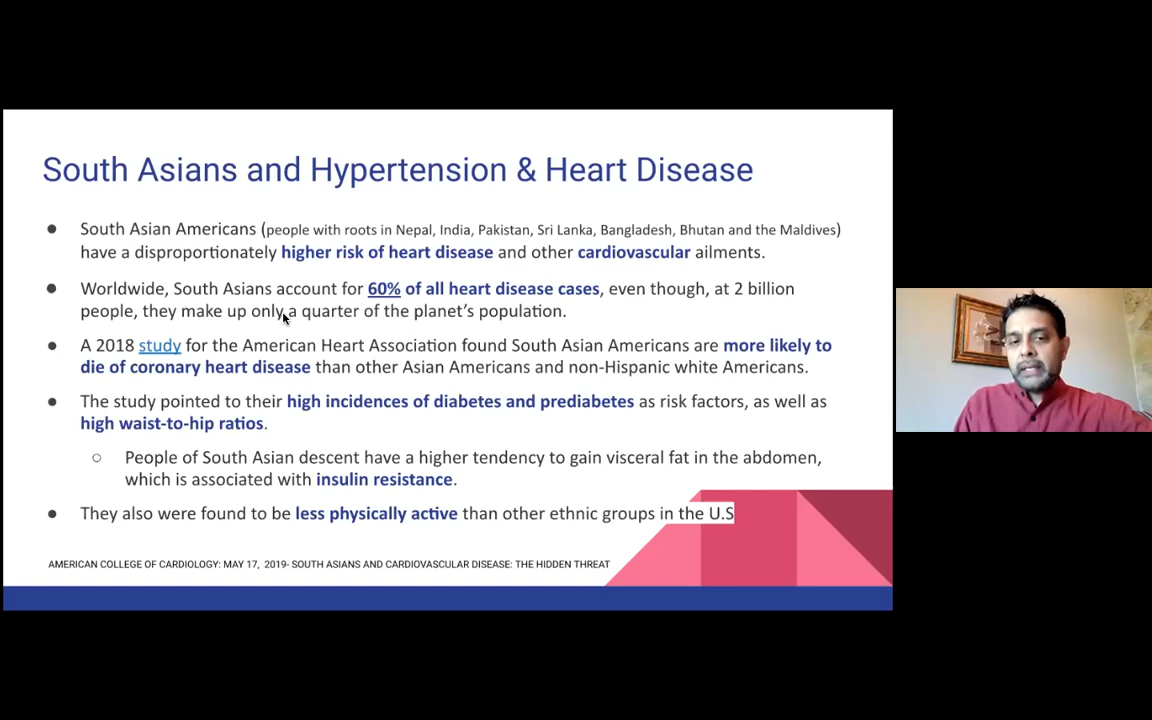 South Asians and Hypertension & Heart Disease
● South Asian Americans (people with roots in Nepal, India, Pakistan, Sri Lanka, Bangladesh, Bhutan and the Maldives)
have a disproportionately higher risk of heart disease and other cardiovascular ailments.
● Worldwide, South Asians account for 60% of all heart disease cases, even though, at 2 billion
people, they make up only a quarter of the planet’s population.
● A 2018 study for the American Heart Association found South Asian Americans are more likely to
die of coronary heart disease than other Asian Americans and non-Hispanic white Americans.
● The study pointed to their high incidences of diabetes and prediabetes as risk factors, as well as
high waist-to-hip ratios.
○ People of South Asian descent have a higher tendency to gain visceral fat in the abdomen,
which is associated with insulin resistance.
● They also were found to be less physically active than other ethnic groups in the U.S
AMERICAN COLLEGE OF CARDIOLOGY: MAY 17, 2019- SOUTH ASIANS AND CARDIOVASCULAR DISEASE: THE HIDDEN THREAT